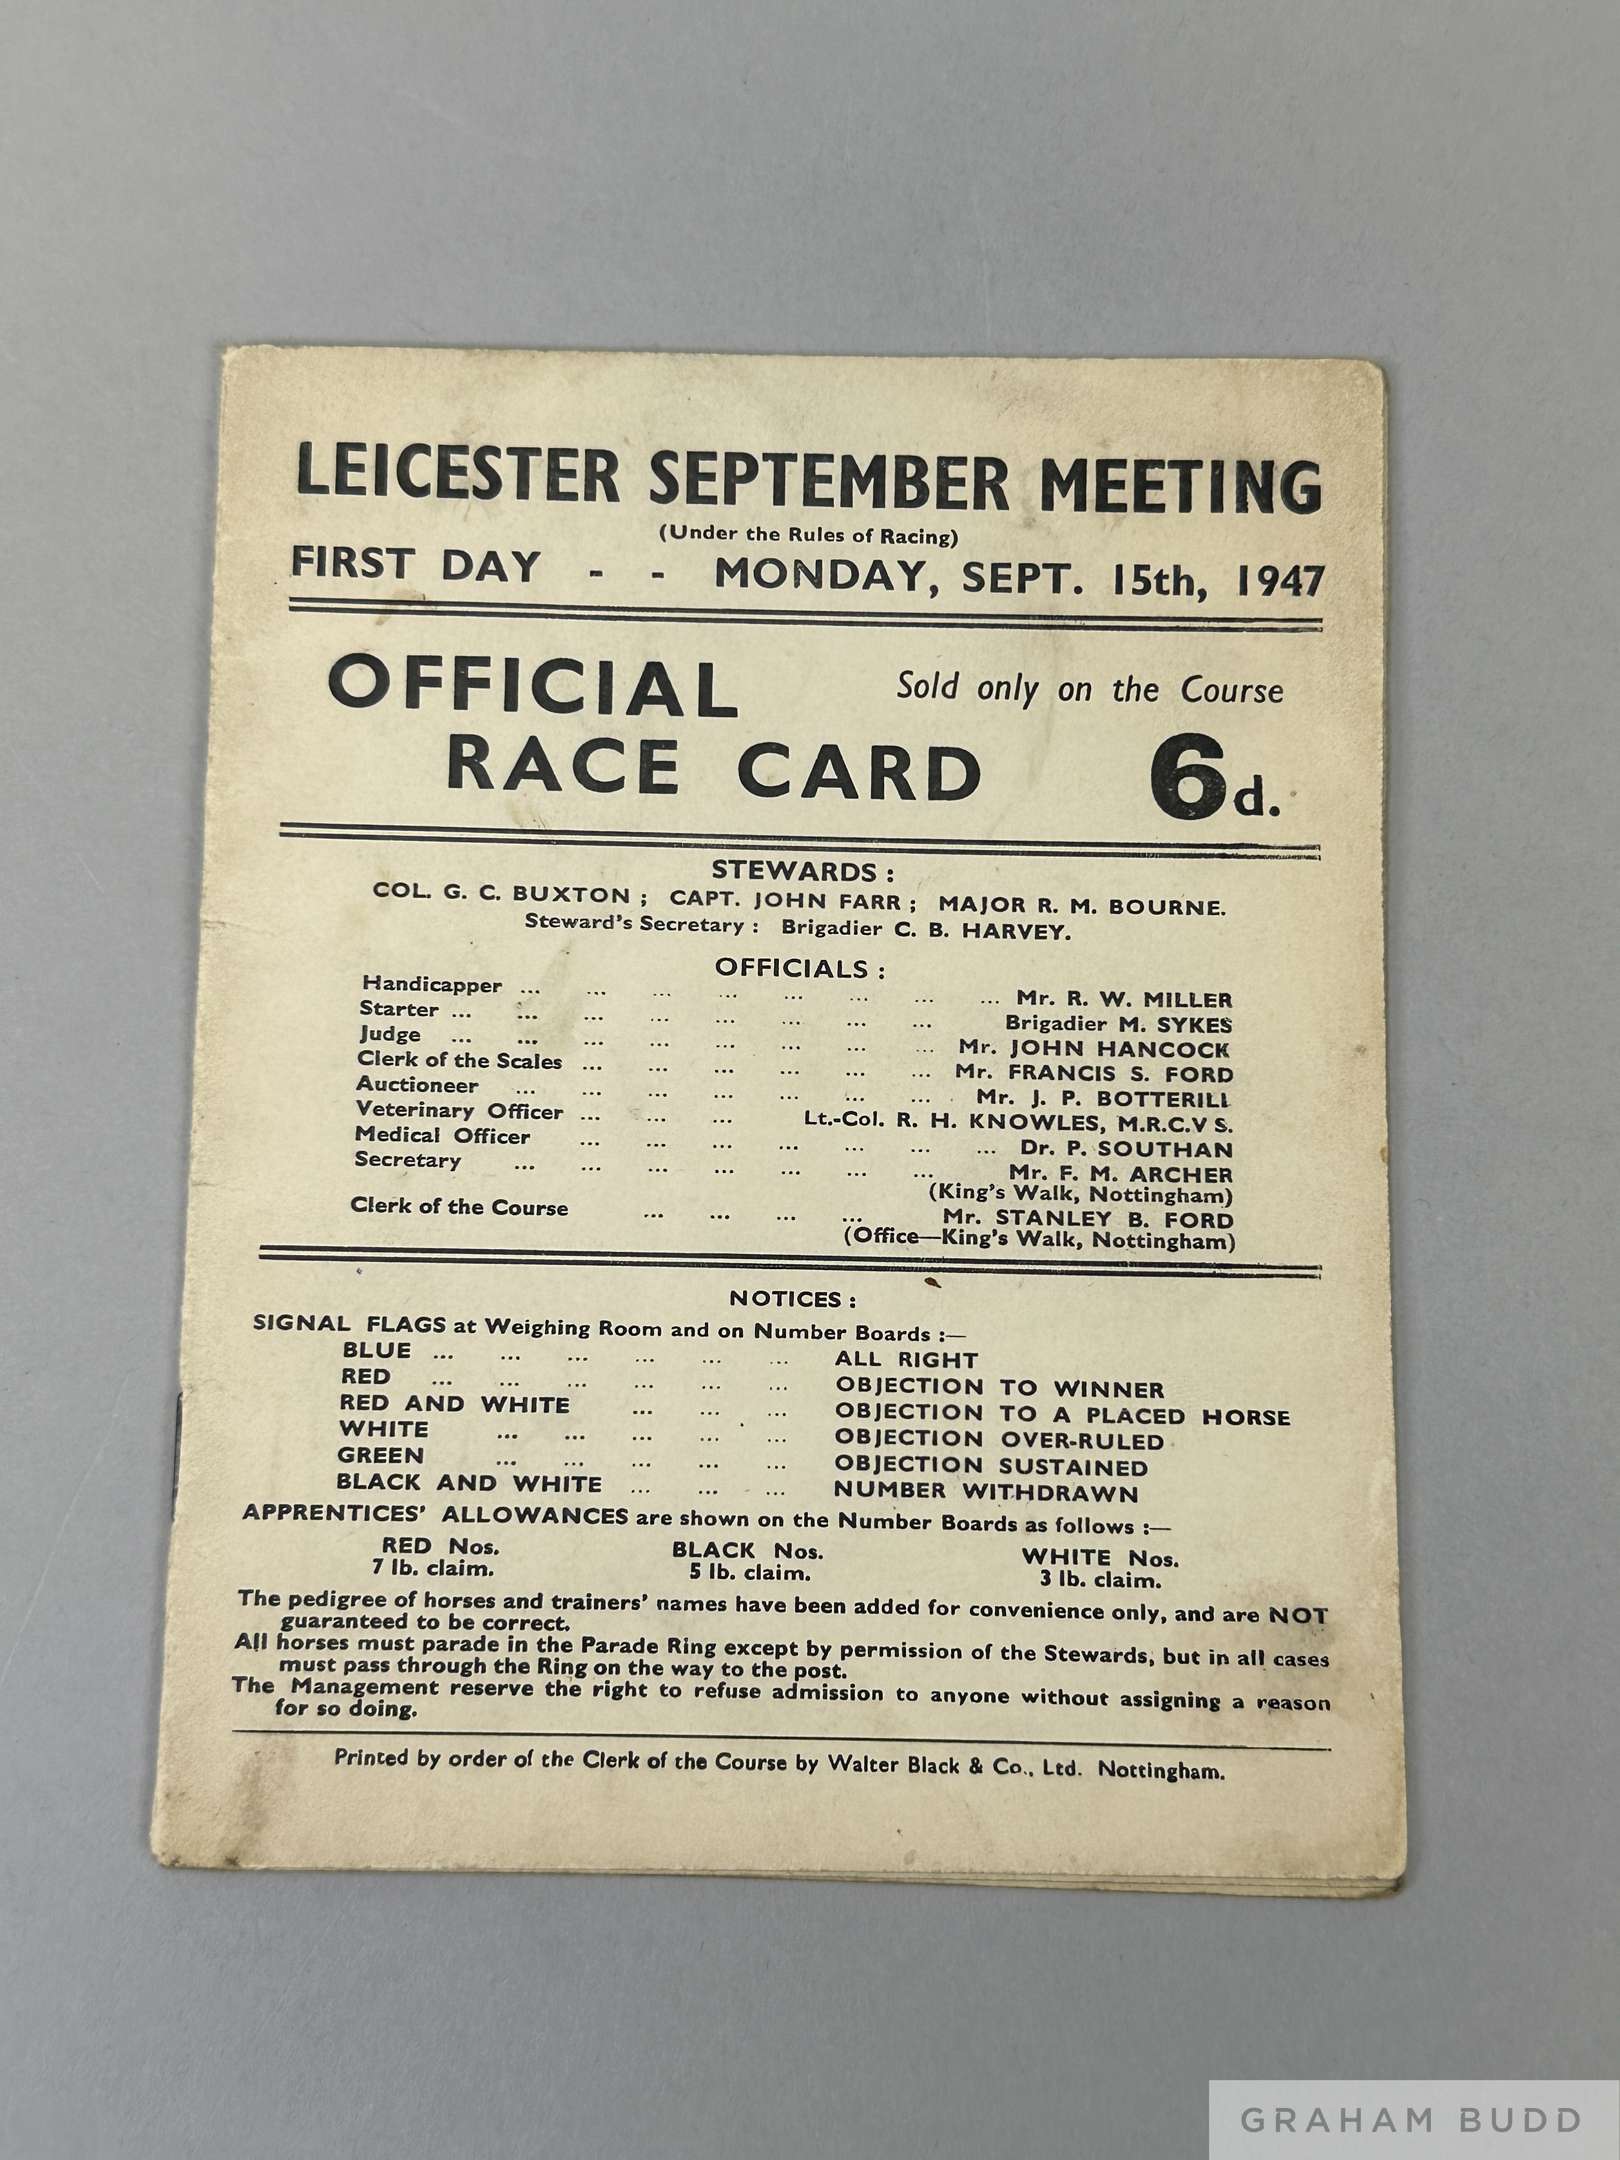 LEICESTER SEPTEMBER MEETING
(Under the Rules of Racing)
FIRST DAY - - MONDAY, SEPT. 15th, 1947
OFFICIAL
Sold only on the Course
RACE CARD
6d.
STEWARDS :
COL. G. C. BUXTON ; CAPT. JOHN FARR ; MAJOR R. M. BOURNE.
Steward's Secretary : Brigadier C. B. HARVEY.
OFFICIALS :
Handicapper ... ... ... ... ... ... ... ... Mr. R. W. MILLER
Starter ... ... ... ... ... ... ... ... Brigadier M. SYKES
Judge ... ... ... ... ... ... ... ... Mr. JOHN HANCOCK
Clerk of the Scales ... ... ... ... ... ... Mr. FRANCIS S. FORD
Auctioneer ... ... ... ... ... ... ... Mr. J. P. BOTTERILL
Veterinary Officer ... ... ... Lt.-Col. R. H. KNOWLES, M.R.C.V S.
Medical Officer ... ... ... ... ... ... ... Dr. P. SOUTHAN
Secretary ... ... ... ... ... ... ... Mr. F. M. ARCHER
(King's Walk, Nottingham)
Clerk of the Course ... ... ... ... Mr. STANLEY B. FORD
(Office—King's Walk, Nottingham)
NOTICES :
SIGNAL FLAGS at Weighing Room and on Number Boards :—
BLUE ... ... ... ... ... ... ALL RIGHT
RED ... ... ... ... ... ... OBJECTION TO WINNER
RED AND WHITE ... ... ... OBJECTION TO A PLACED HORSE
WHITE ... ... ... ... ... OBJECTION OVER-RULED
GREEN ... ... ... ... ... OBJECTION SUSTAINED
BLACK AND WHITE ... ... ... NUMBER WITHDRAWN
APPRENTICES' ALLOWANCES are shown on the Number Boards as follows :—
RED Nos. BLACK Nos. WHITE Nos.
7 lb. claim. 5 lb. claim. 3 lb. claim.
The pedigree of horses and trainers' names have been added for convenience only, and are NOT
guaranteed to be correct.
All horses must parade in the Parade Ring except by permission of the Stewards, but in all cases
must pass through the Ring on the way to the post.
The Management reserve the right to refuse admission to anyone without assigning a reason
for so doing.
Printed by order of the Clerk of the Course by Walter Black & Co., Ltd. Nottingham.
GRAHAM BUDD